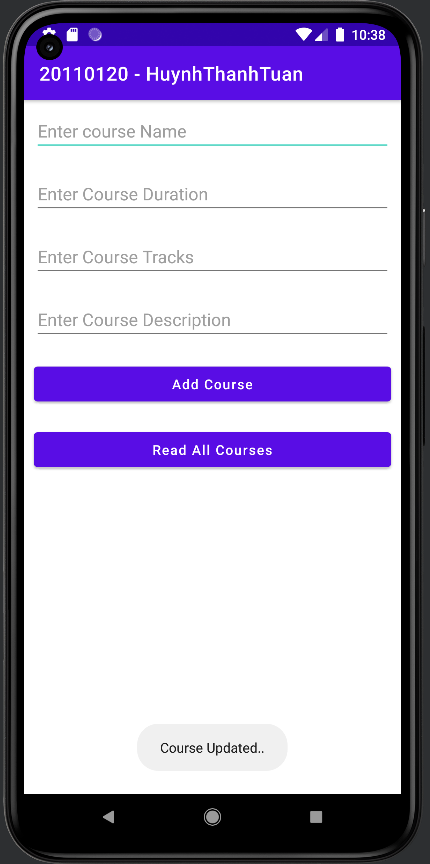 10:38
20110120 - HuynhThanhTuan
Enter course Name
Enter Course Duration
Enter Course Tracks
Enter Course Description
Add Course
Read All Courses
Course Updated..